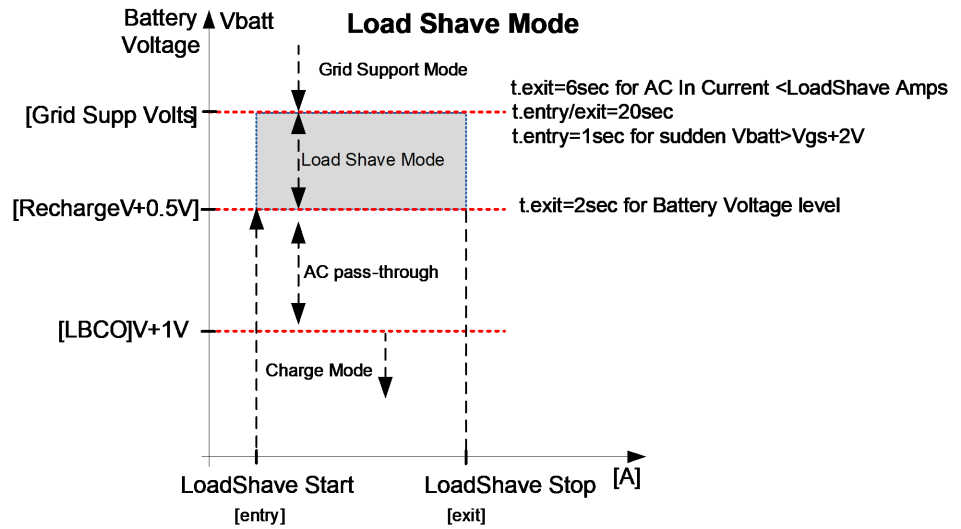 Load Shave Mode
Battery
Voltage
Vbatt
Grid Support Mode
t.exit=6sec for AC In Current <LoadShave Amps
[Grid Supp Volts]
t.entry/exit=20sec
t.entry=1sec for sudden Vbatt>Vgs+2V
Load Shave Mode
[RechargeV+0.5V]
t.exit=2sec for Battery Voltage level
AC pass-through
[LBCO]V+1V
Charge Mode
[A]
LoadShave Start
LoadShave Stop
[entry]
[exit]